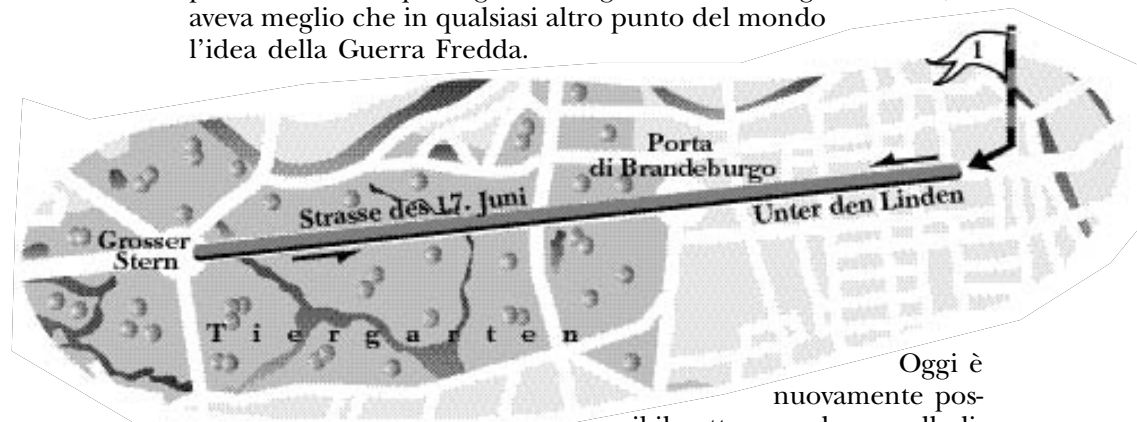 aveva meglio che in qualsiasi altro punto del mondo
l'idea della Guerra Fredda.
1
Porta
di Brandeburgo
Strasse des 17. Juni
Unter den Linden
Grosser
Stern
Tiergarten
Oggi è
nuovamente pos-